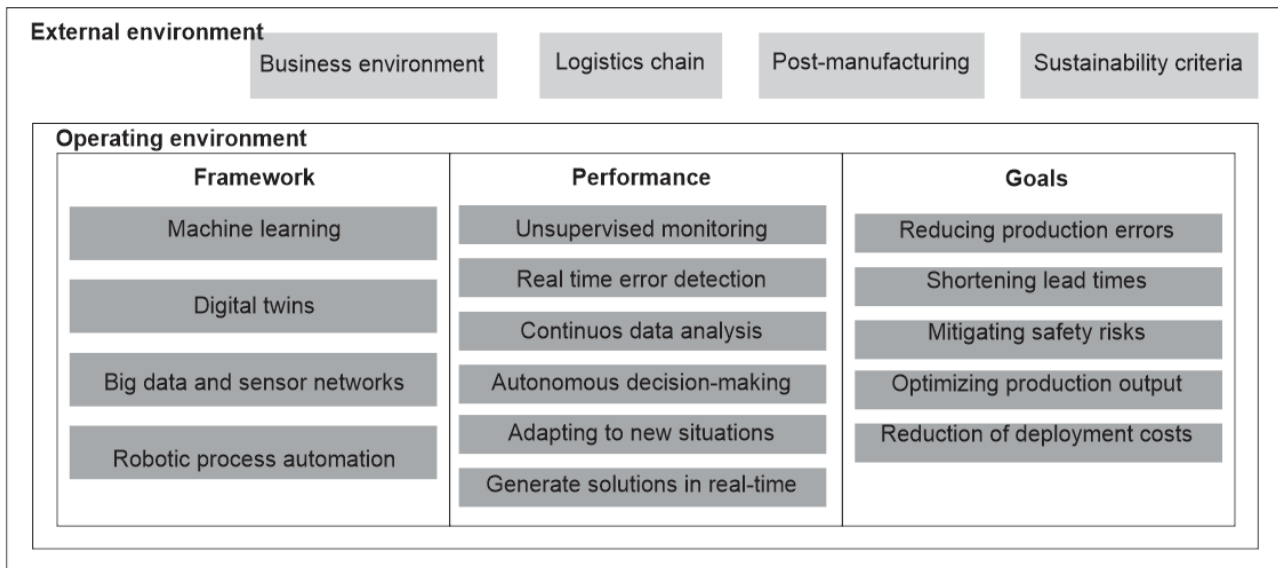 External environment
Business environment
Logistics chain
Post-manufacturing
Sustainability criteria
Operating environment
Framework
Machine learning
Digital twins
Big data and sensor networks
Robotic process automation
Performance
Unsupervised monitoring
Real time error detection
Continuos data analysis
Autonomous decision-making
Adapting to new situations
Generate solutions in real-time
Goals
Reducing production errors
Shortening lead times
Mitigating safety risks
Optimizing production output
Reduction of deployment costs